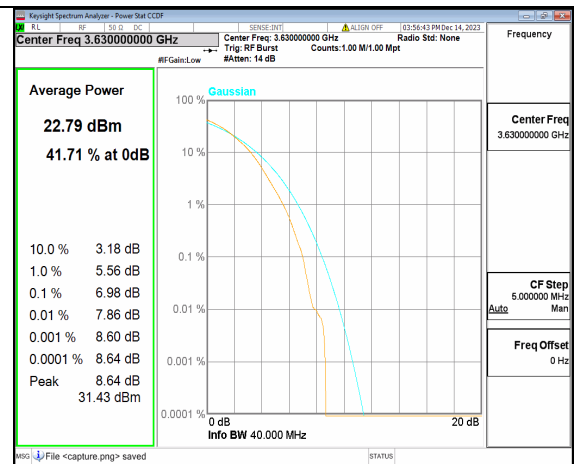 Keysight Spectrum Analyzer - Power Stat CCDF
RL RF 50 Ω DC SENSE:INT ALIGN OFF 03:56:43 PM Dec 14, 2023
Center Freq 3.630000000 GHz
Center Freq: 3.630000000 GHz Radio Std: None
Trig: RF Burst Counts:1.00 M/1.00 Mpt
#IFGain:Low #Atten: 14 dB
Frequency
Average Power
22.79 dBm
41.71 % at 0dB
10.0 % 3.18 dB
1.0 % 5.56 dB
0.1 % 6.98 dB
0.01 % 7.86 dB
0.001 % 8.60 dB
0.0001 % 8.64 dB
Peak 8.64 dB
31.43 dBm
Gaussian
100 %
10 %
1 %
0.1 %
0.01 %
0.001 %
0.0001 %
0 dB 20 dB
Info BW 40.000 MHz
Center Freq
3.630000000 GHz
CF Step
5.000000 MHz
Auto Man
Freq Offset
0 Hz
MSG File <capture.png> saved STATUS